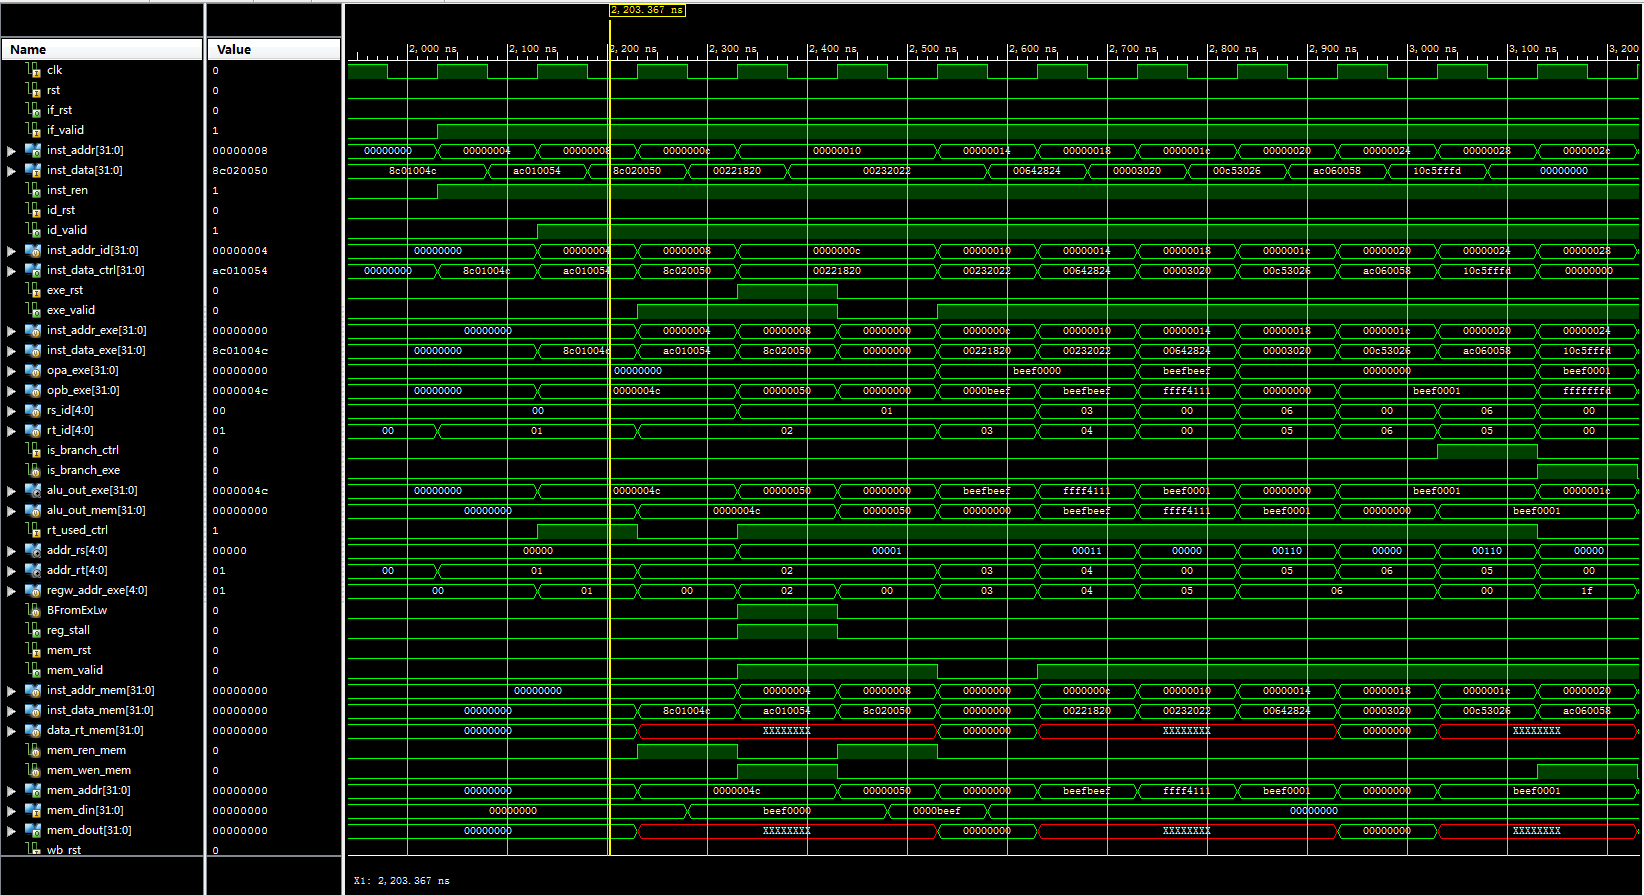 2,203.367 ns
Name Value 2,000 ns 2,100 ns 2,200 ns 2,300 ns 2,400 ns 2,500 ns 2,600 ns 2,700 ns 2,800 ns 2,900 ns 3,000 ns 3,100 ns 3,200
clk 0
rst 0
if_rst 0
if_valid 1
inst_addr[31:0] 00000008 00000000 00000004 00000008 0000000c 00000010 00000014 00000018 0000001c 00000020 00000024 00000028 0000002c
inst_data[31:0] 8c020050 8c01004c ac010054 8c020050 00221820 00232022 00642824 00003020 00c53026 ac060058 10c5fffd 00000000
inst_ren 1
id_rst 0
id_valid 1
inst_addr_id[31:0] 00000004 00000000 00000004 00000008 0000000c 00000010 00000014 00000018 0000001c 00000020 00000024 00000028
inst_data_ctrl[31:0] ac010054 00000000 8c01004c ac010054 8c020050 00221820 00232022 00642824 00003020 00c53026 ac060058 10c5fffd 00000000
exe_rst 0
exe_valid 0
inst_addr_exe[31:0] 00000000 00000000 00000004 00000008 00000000 0000000c 00000010 00000014 00000018 0000001c 00000020 00000024
inst_data_exe[31:0] 8c01004c 00000000 8c01004c ac010054 8c020050 00000000 00221820 00232022 00642824 00003020 00c53026 ac060058 10c5fffd
opa_exe[31:0] 00000000 00000000 beef0000 beefbeef 00000000 beef0001
opb_exe[31:0] 0000004c 00000000 0000004c 00000050 00000000 0000beef beefbeef ffff4111 00000000 beef0001 fffffffd
rs_id[4:0] 00 00 01 03 00 06 00 06 00
rt_id[4:0] 01 00 01 02 03 04 00 05 06 05 00
is_branch_ctrl 0
is_branch_exe 0
alu_out_exe[31:0] 0000004c 00000000 0000004c 00000050 00000000 beefbeef ffff4111 beef0001 00000000 beef0001 0000001c
alu_out_mem[31:0] 00000000 00000000 0000004c 00000050 00000000 beefbeef ffff4111 beef0001 00000000 beef0001
rt_used_ctrl 1
addr_rs[4:0] 00000 00000 00001 00011 00000 00110 00000 00110 00000
addr_rt[4:0] 01 00 01 02 03 04 00 05 06 05 00
regw_addr_exe[4:0] 01 00 01 00 02 00 03 04 05 06 00 1f
BFromExLw 0
reg_stall 0
mem_rst 0
mem_valid 0
inst_addr_mem[31:0] 00000000 00000000 00000004 00000008 00000000 0000000c 00000010 00000014 00000018 0000001c 00000020
inst_data_mem[31:0] 00000000 00000000 8c01004c ac010054 8c020050 00000000 00221820 00232022 00642824 00003020 00c53026 ac060058
data_rt_mem[31:0] 00000000 00000000 XXXXXXXX 00000000 XXXXXXXX 00000000 XXXXXXXX
mem_ren_mem 0
mem_wen_mem 0
mem_addr[31:0] 00000000 00000000 0000004c 00000050 00000000 beefbeef ffff4111 beef0001 00000000 beef0001
mem_din[31:0] 00000000 00000000 beef0000 0000beef 00000000
mem_dout[31:0] 00000000 00000000 XXXXXXXX 00000000 XXXXXXXX 00000000 XXXXXXXX
wb_rst 0
X1: 2,203.367 ns